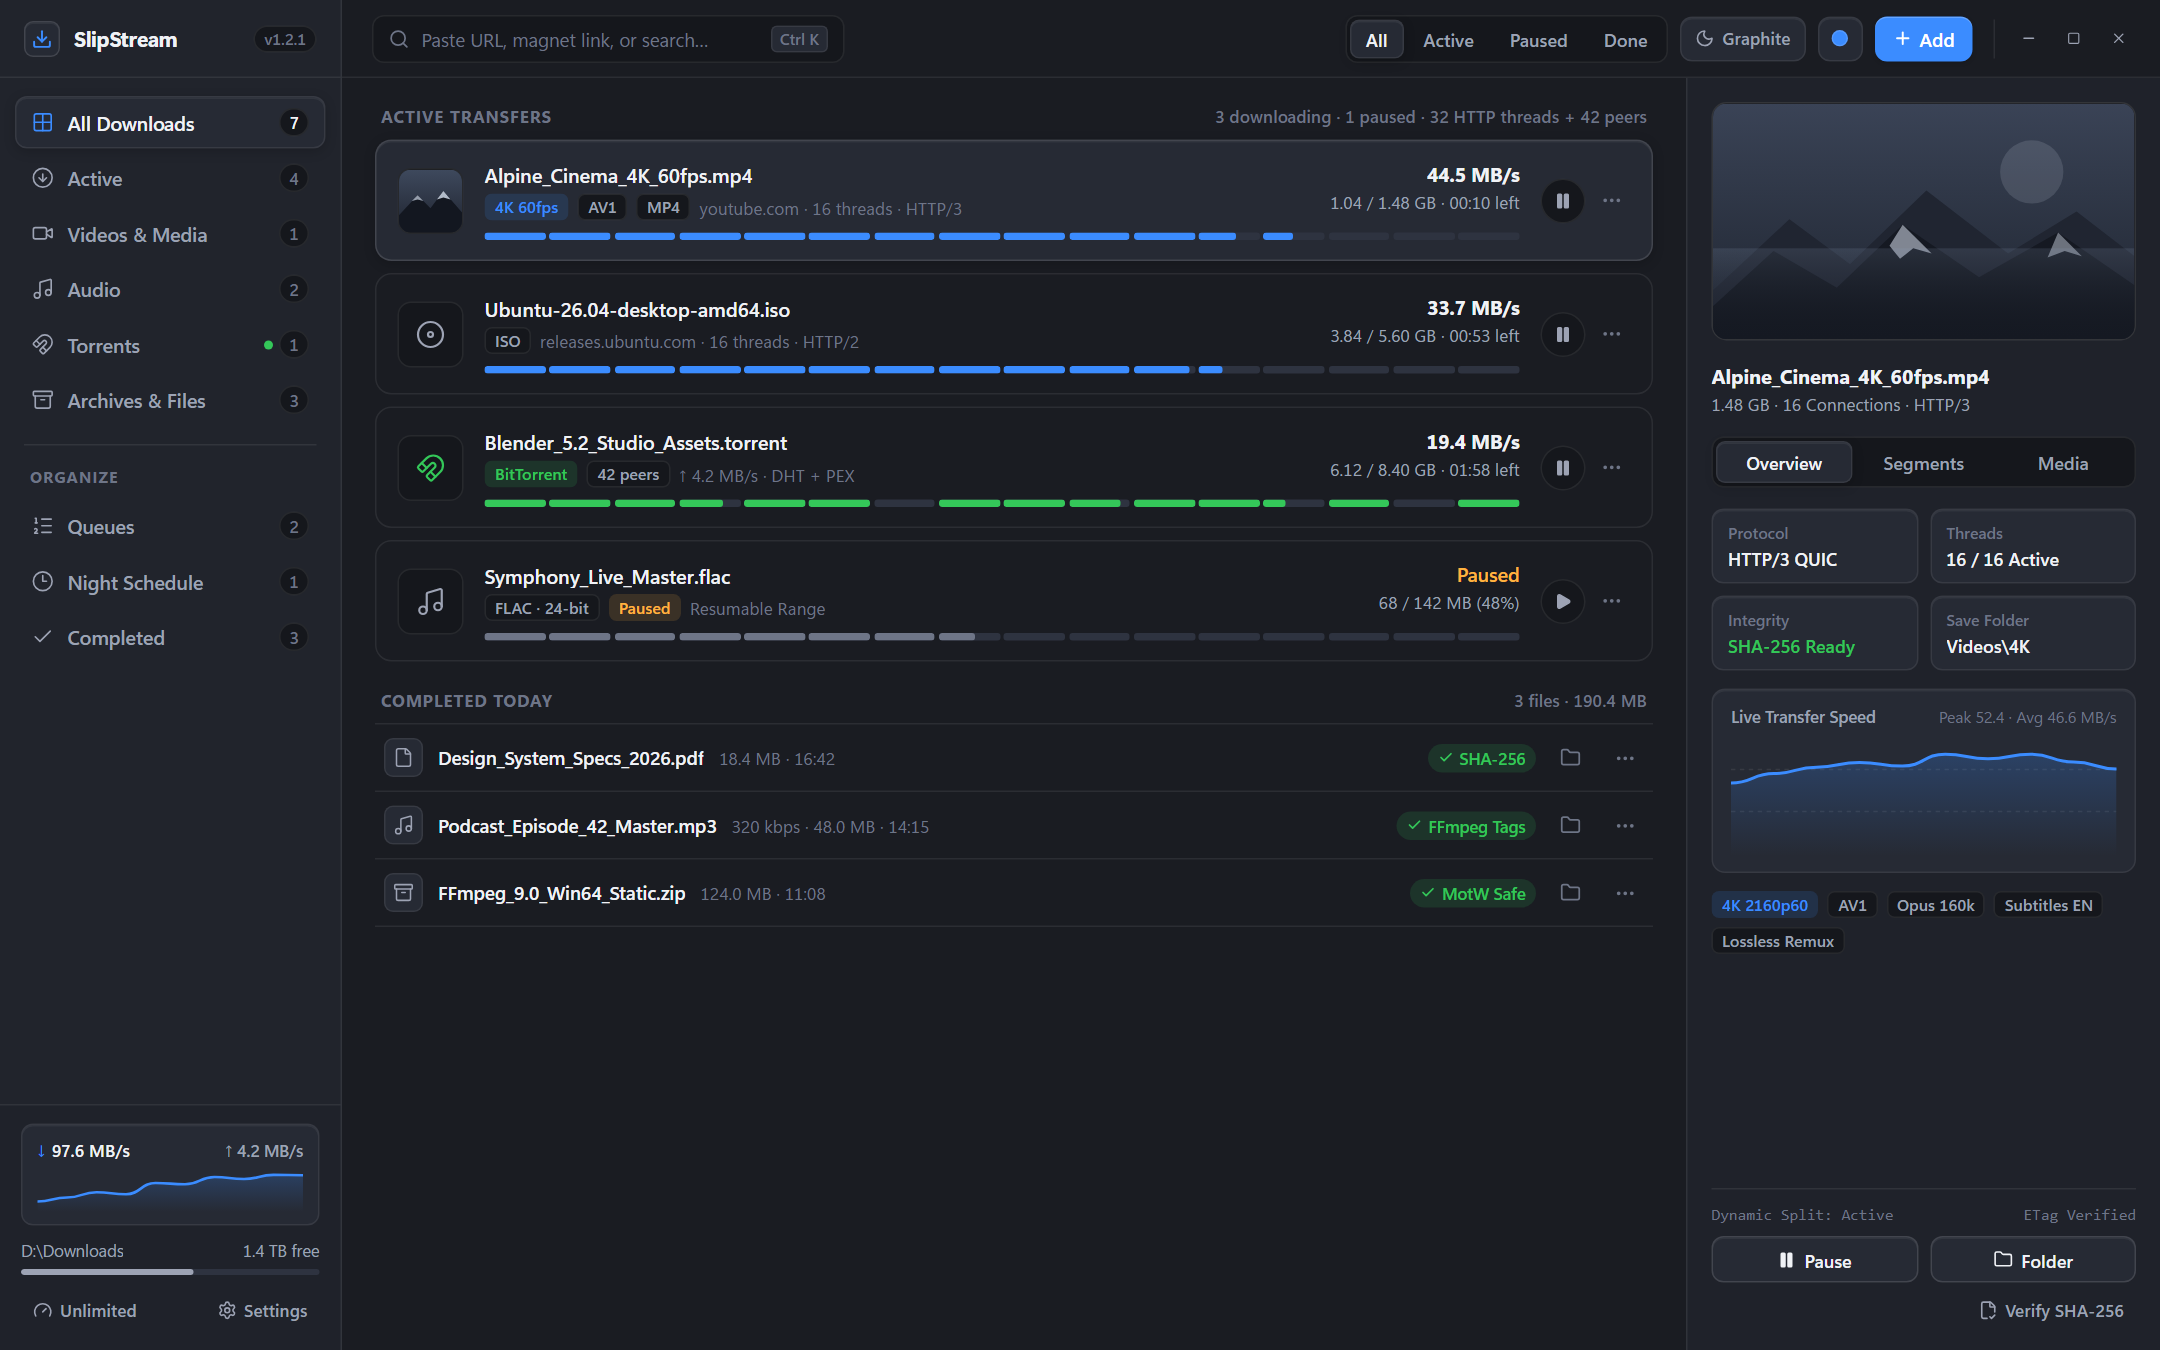 SlipStream
v1.2.1
Paste URL, magnet link, or search...
Ctrl K
All
Active
Paused
Done
Graphite
Add
All Downloads
7
Active
4
Videos & Media
1
Audio
2
Torrents
1
Archives & Files
3
ORGANIZE
Queues
2
Night Schedule
1
Completed
3
↓ 97.6 MB/s
↑ 4.2 MB/s
D:\Downloads
1.4 TB free
Unlimited
Settings
ACTIVE TRANSFERS
3 downloading · 1 paused · 32 HTTP threads + 42 peers
Alpine_Cinema_4K_60fps.mp4
44.5 MB/s
4K 60fps
AV1
MP4
youtube.com · 16 threads · HTTP/3
1.04 / 1.48 GB · 00:10 left
Ubuntu-26.04-desktop-amd64.iso
33.7 MB/s
ISO
releases.ubuntu.com · 16 threads · HTTP/2
3.84 / 5.60 GB · 00:53 left
Blender_5.2_Studio_Assets.torrent
19.4 MB/s
BitTorrent
42 peers
↑ 4.2 MB/s · DHT + PEX
6.12 / 8.40 GB · 01:58 left
Symphony_Live_Master.flac
Paused
FLAC · 24-bit
Paused
Resumable Range
68 / 142 MB (48%)
COMPLETED TODAY
3 files · 190.4 MB
Design_System_Specs_2026.pdf
18.4 MB · 16:42
SHA-256
Podcast_Episode_42_Master.mp3
320 kbps · 48.0 MB · 14:15
FFmpeg Tags
FFmpeg_9.0_Win64_Static.zip
124.0 MB · 11:08
MotW Safe
Alpine_Cinema_4K_60fps.mp4
1.48 GB · 16 Connections · HTTP/3
Overview
Segments
Media
Protocol
HTTP/3 QUIC
Threads
16 / 16 Active
Integrity
SHA-256 Ready
Save Folder
Videos\4K
Live Transfer Speed
Peak 52.4 · Avg 46.6 MB/s
4K 2160p60
AV1
Opus 160k
Subtitles EN
Lossless Remux
Dynamic Split: Active
ETag Verified
Pause
Folder
Verify SHA-256